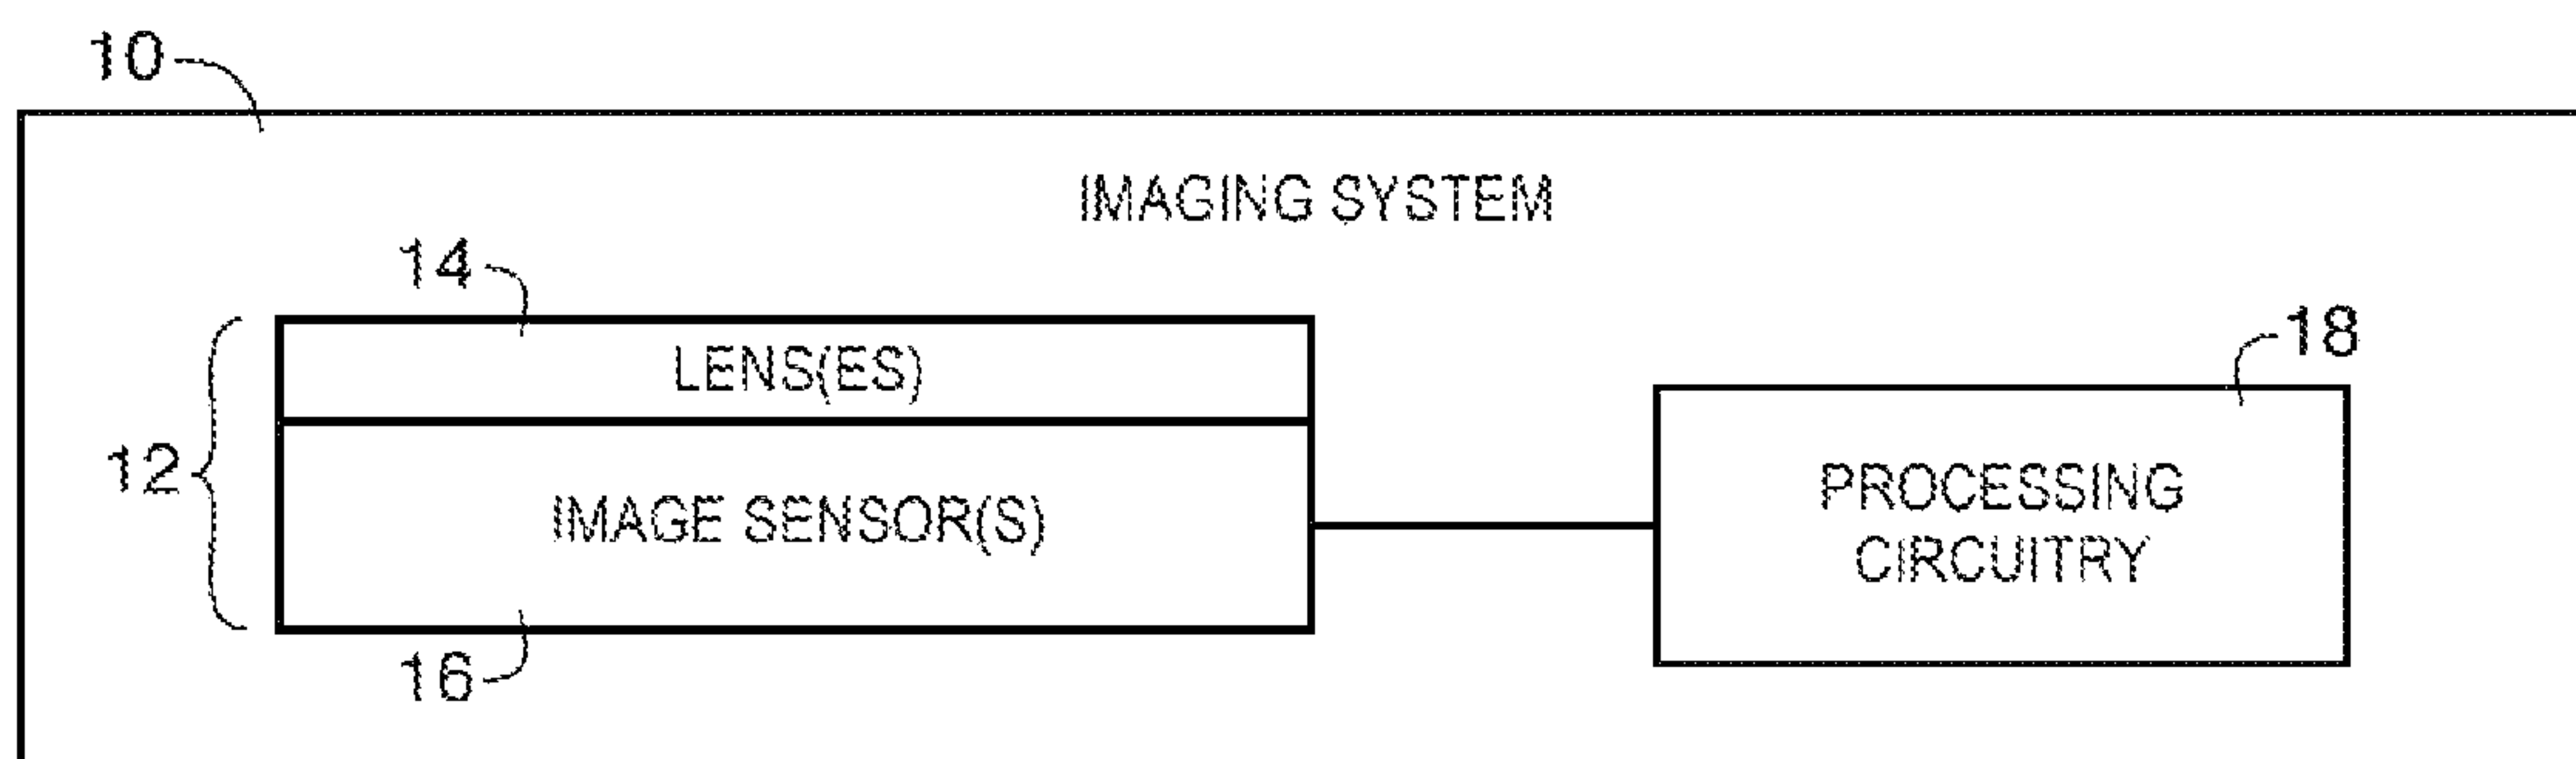 10
IMAGING SYSTEM
14
LENS(ES)
18
12
PROCESSING
IMAGE SENSOR(S)
CIRCUITRY
16